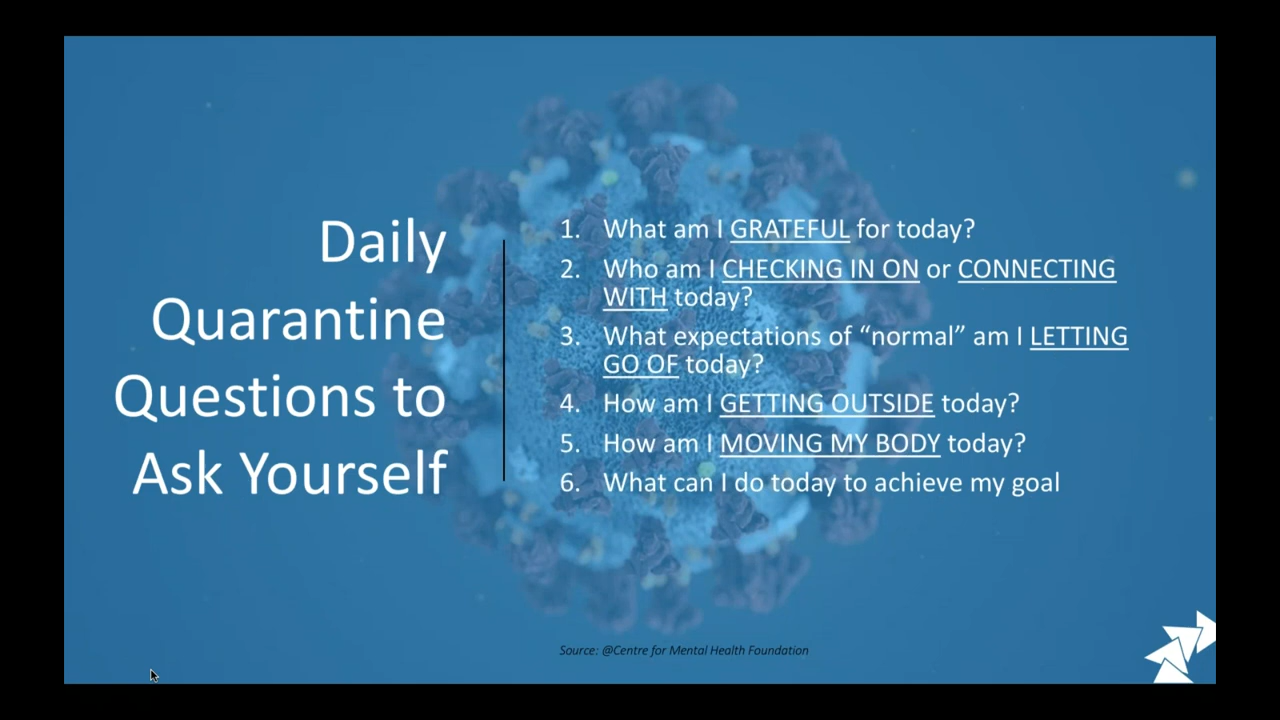 Daily
Quarantine
Questions to
Ask Yourself
1. What am I GRATEFUL for today?
2. Who am I CHECKING IN ON or CONNECTING
WITH today?
3. What expectations of “normal” am I LETTING
GO OF today?
4. How am I GETTING OUTSIDE today?
5. How am I MOVING MY BODY today?
6. What can I do today to achieve my goal
Source: @Centre for Mental Health Foundation